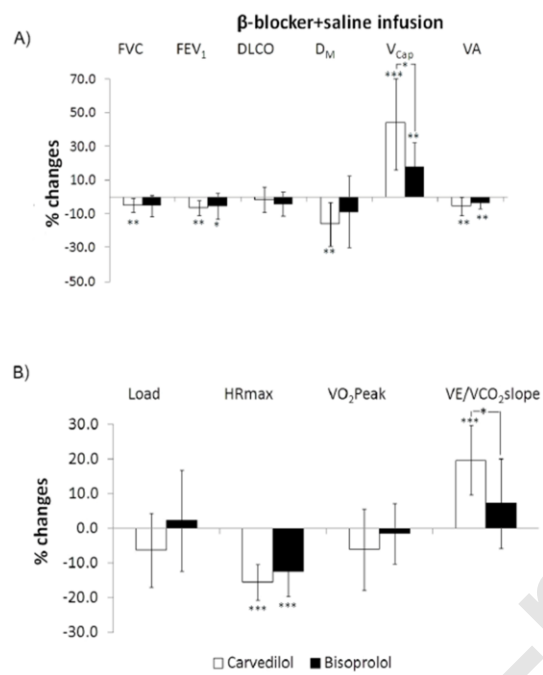 β-blocker+saline infusion
A)
FVC FEV₁ DLCO D_M V_Cap VA
*** *
70.0
50.0
**
30.0
10.0
-10.0
-30.0
-50.0
% changes
** ** * ** ** **
B)
Load HRmax VO₂Peak VE/VCO₂slope
*** *
30.0
20.0
10.0
0.0
-10.0
-20.0
-30.0
% changes
*** ***
Carvedilol Bisoprolol